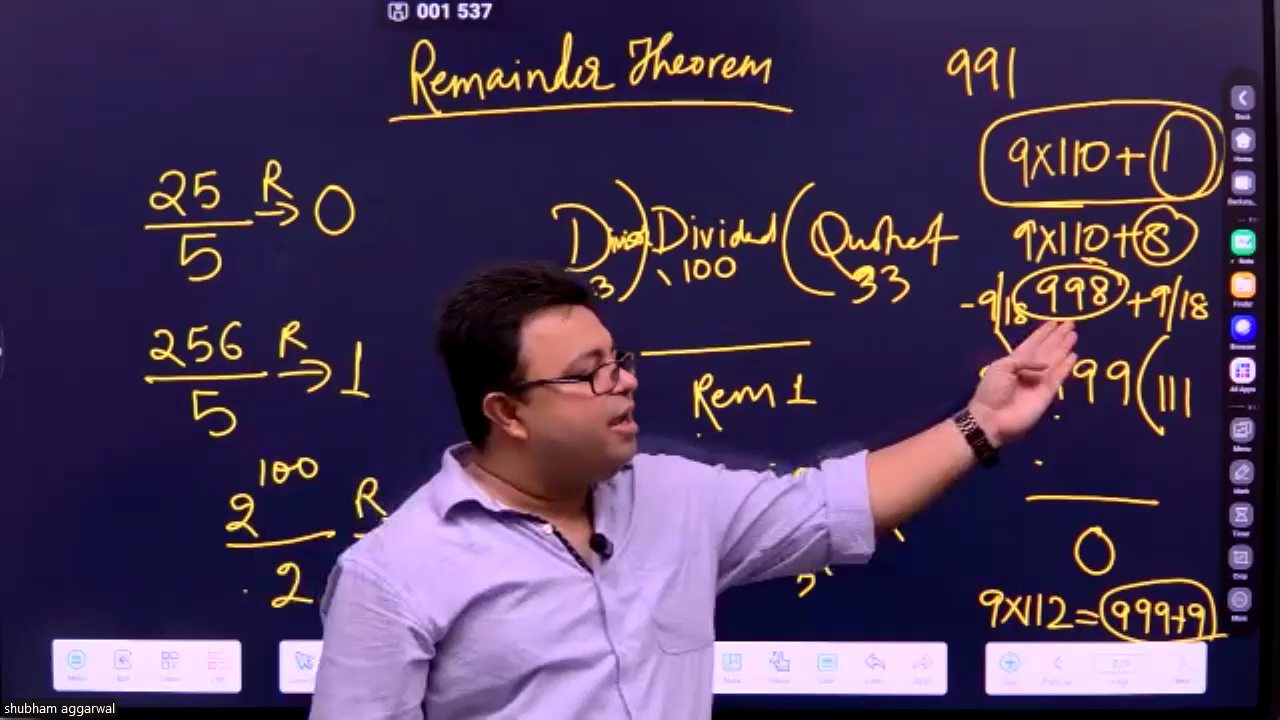 001 537
Remainder Theorem
25/5 R→ 0
256/5 R→ 1
2^100/2 R
Divisor)Dividend(Quotient
3 100 33
Rem 1
991
9x110+1
9x110+8
-9/18 998 +9/18
99(111
0
9x112=999+9
shubham aggarwal